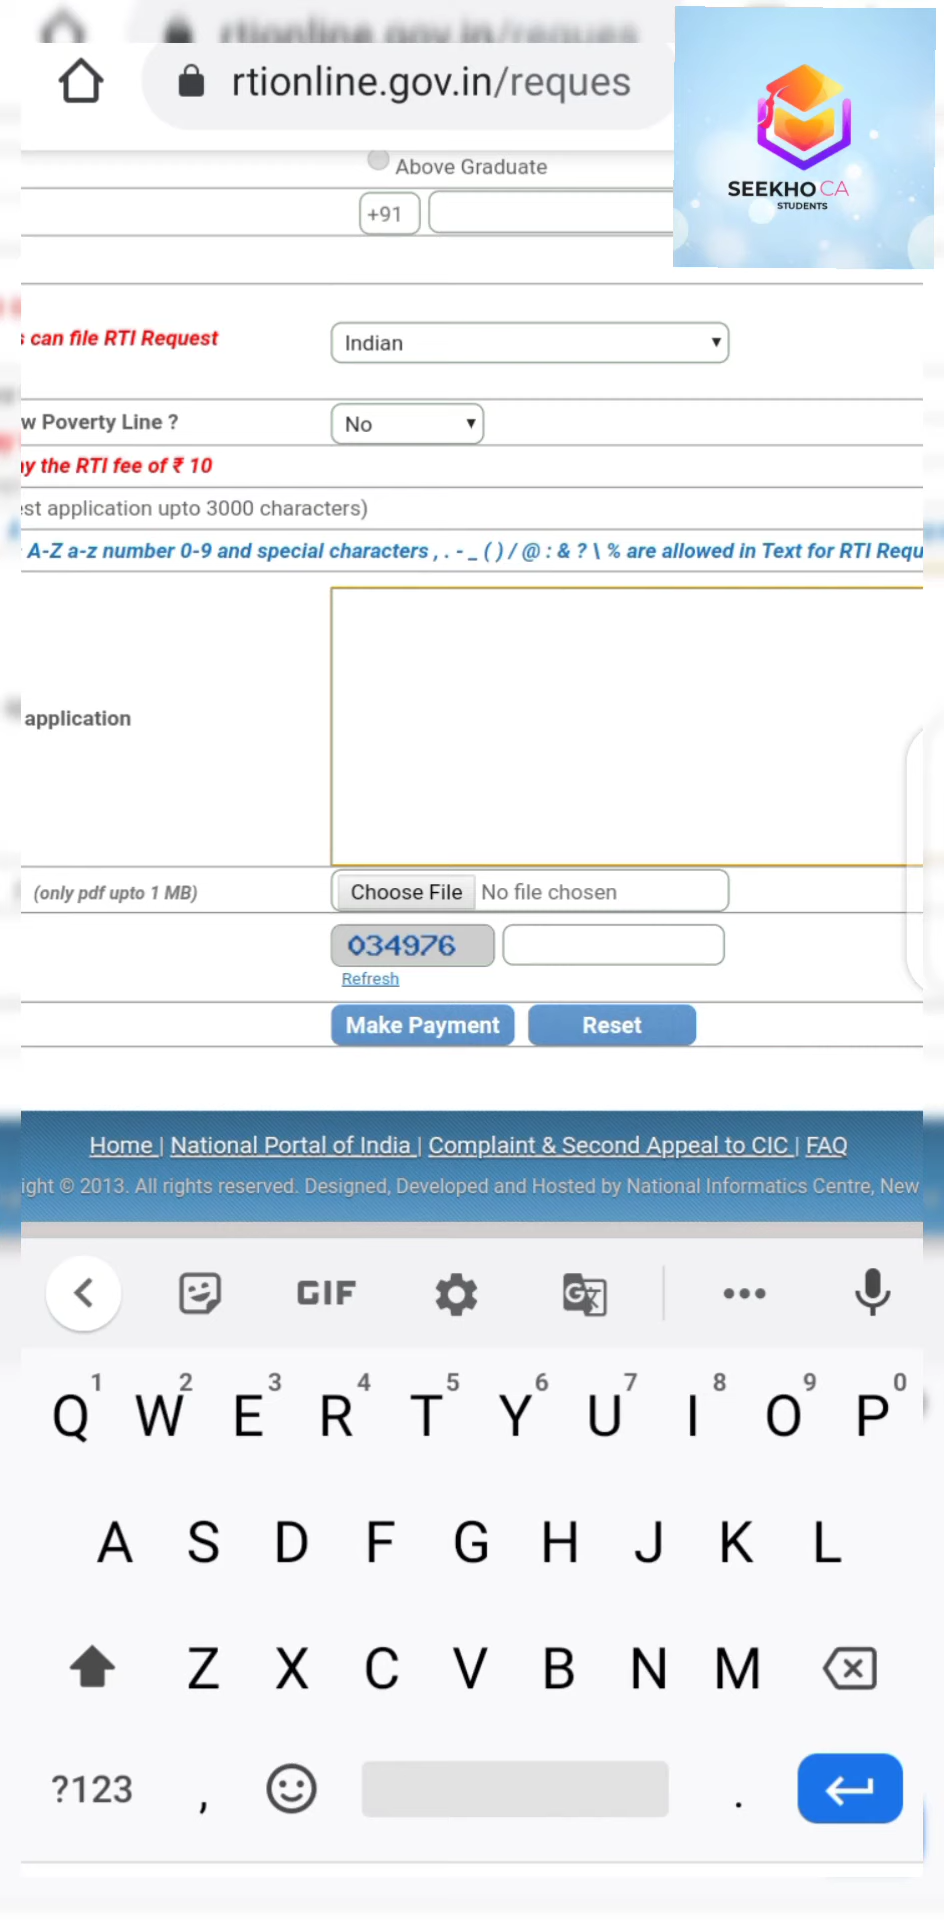 rtionline.gov.in/reques
SEEKHO CA
STUDENTS
Above Graduate
+91
can file RTI Request
Indian
Poverty Line ?
No
the RTI fee of ₹ 10
application upto 3000 characters)
A-Z a-z number 0-9 and special characters , . - _ ( ) / @ : & ? \ % are allowed in Text for RTI Requ
application
(only pdf upto 1 MB)
Choose File No file chosen
034976
Refresh
Make Payment Reset
Home | National Portal of India | Complaint & Second Appeal to CIC | FAQ
ight © 2013. All rights reserved. Designed, Developed and Hosted by National Informatics Centre, New
GIF
1 2 3 4 5 6 7 8 9 0
Q W E R T Y U I O P
A S D F G H J K L
Z X C V B N M
?123 , .